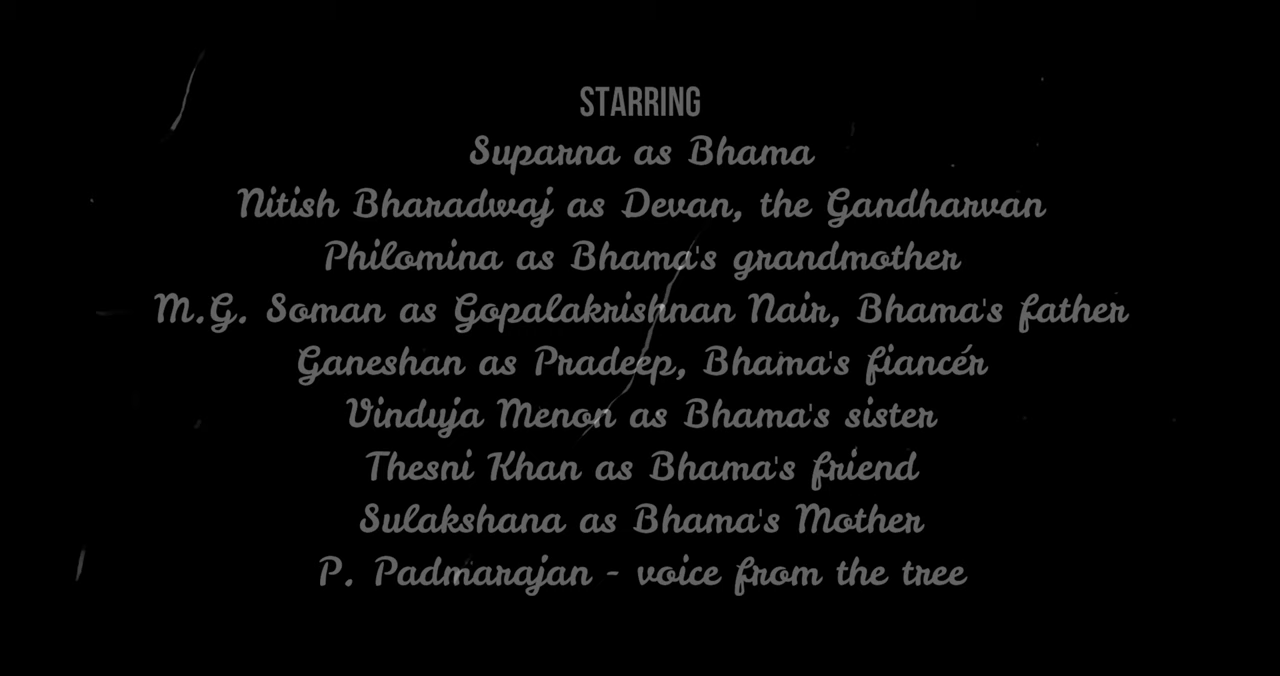 STARRING
Suparna as Bhama
Nitish Bharadwaj as Devan, the Gandharvan
Philomina as Bhama's grandmother
M.G. Soman as Gopalakrishnan Nair, Bhama's father
Ganeshan as Pradeep, Bhama's fiancér
Vinduja Menon as Bhama's sister
Thesni Khan as Bhama's friend
Sulakshana as Bhama's Mother
P. Padmarajan - voice from the tree